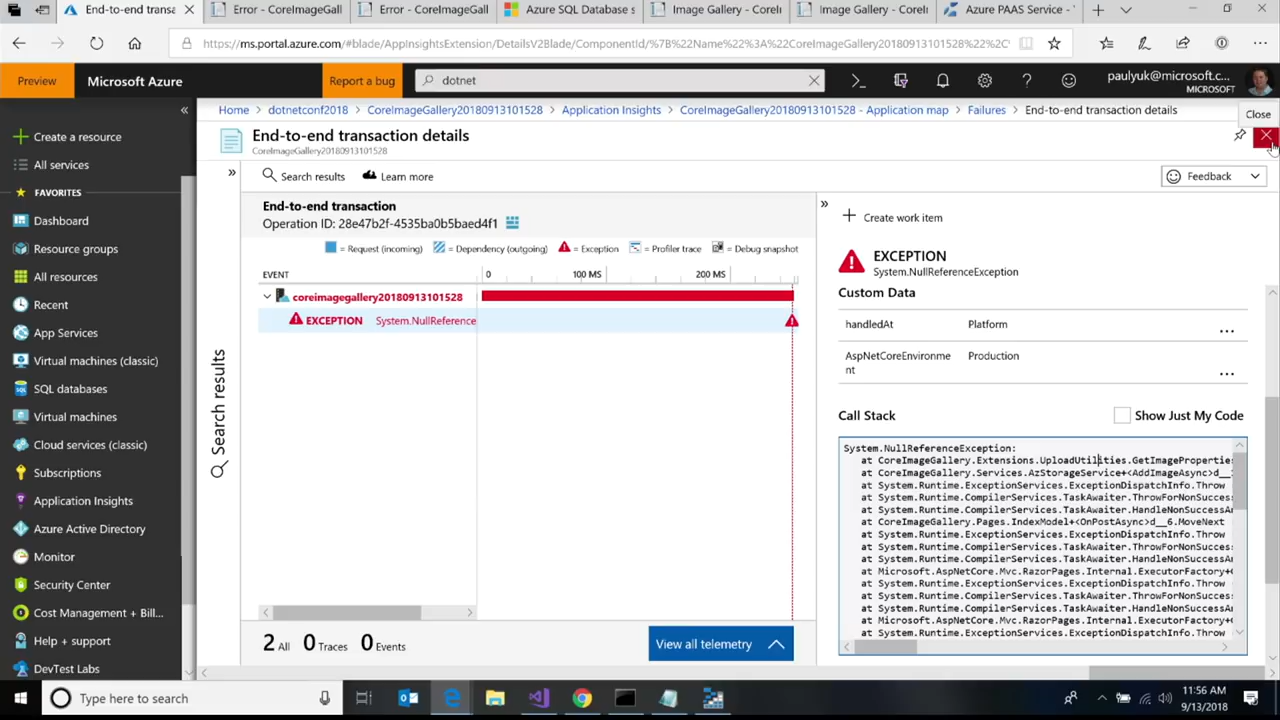 End-to-end transa
Error - CoreImageGall
Error - CoreImageGall
Azure SQL Database s
Image Gallery - CoreIn
Image Gallery - CoreIn
Azure PAAS Service - '
https://ms.portal.azure.com/#blade/AppInsightsExtension/DetailsV2Blade/ComponentId/%7B%22Name%22%3A%22CoreImageGallery20180913101528%22%2C
Preview
Microsoft Azure
Report a bug
dotnet
paulyuk@microsoft.c...
MICROSOFT
Home
dotnetconf2018
CoreImageGallery20180913101528
Application Insights
CoreImageGallery20180913101528 - Application map
Failures
End-to-end transaction details
Close
End-to-end transaction details
CoreImageGallery20180913101528
Search results
Learn more
Feedback
Create a resource
All services
FAVORITES
Dashboard
Resource groups
All resources
Recent
App Services
Virtual machines (classic)
SQL databases
Virtual machines
Cloud services (classic)
Subscriptions
Application Insights
Azure Active Directory
Monitor
Security Center
Cost Management + Bill...
Help + support
DevTest Labs
Search results
End-to-end transaction
Operation ID: 28e47b2f-4535ba0b5baed4f1
= Request (incoming)
= Dependency (outgoing)
= Exception
= Profiler trace
= Debug snapshot
EVENT
0
100 MS
200 MS
coreimagegallery20180913101528
EXCEPTION System.NullReference
2 All
0 Traces
0 Events
View all telemetry
Create work item
EXCEPTION
System.NullReferenceException
Custom Data
handledAt Platform
...
AspNetCoreEnvironme
nt
Production
...
Call Stack
Show Just My Code
System.NullReferenceException:
at CoreImageGallery.Extensions.UploadUtilities.GetImagePropertie
at CoreImageGallery.Services.AzStorageService+<AddImageAsync>d__
at System.Runtime.ExceptionServices.ExceptionDispatchInfo.Throw
at System.Runtime.CompilerServices.TaskAwaiter.ThrowForNonSuccess
at System.Runtime.CompilerServices.TaskAwaiter.HandleNonSuccessAn
at CoreImageGallery.Pages.IndexModel+<OnPostAsync>d__6.MoveNext
at System.Runtime.ExceptionServices.ExceptionDispatchInfo.Throw
at System.Runtime.CompilerServices.TaskAwaiter.ThrowForNonSuccess
at System.Runtime.CompilerServices.TaskAwaiter.HandleNonSuccessAn
at Microsoft.AspNetCore.Mvc.RazorPages.Internal.ExecutorFactory+
at System.Runtime.ExceptionServices.ExceptionDispatchInfo.Throw
at System.Runtime.CompilerServices.TaskAwaiter.ThrowForNonSuccess
at System.Runtime.CompilerServices.TaskAwaiter.HandleNonSuccessAn
at Microsoft.AspNetCore.Mvc.RazorPages.Internal.ExecutorFactory+
at System.Runtime.ExceptionServices.ExceptionDispatchInfo.Throw
Type here to search
11:56 AM
9/13/2018